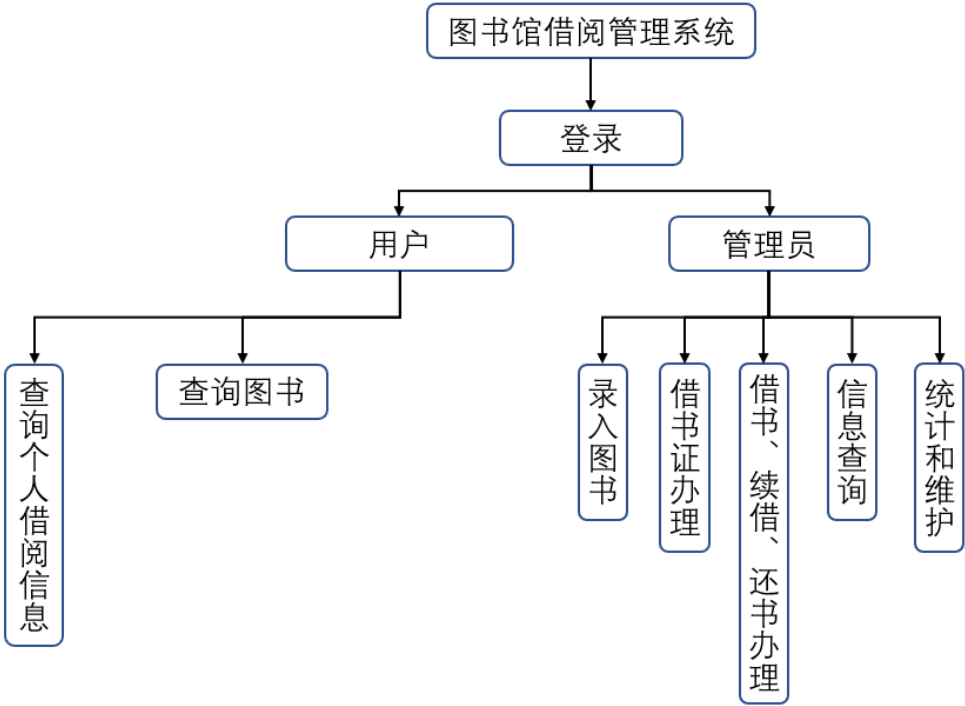 图书馆借阅管理系统
登录
用户
管理员
查询个人借阅信息
查询图书
录入图书
借书证办理
借书、续借、还书办理
信息查询
统计和维护